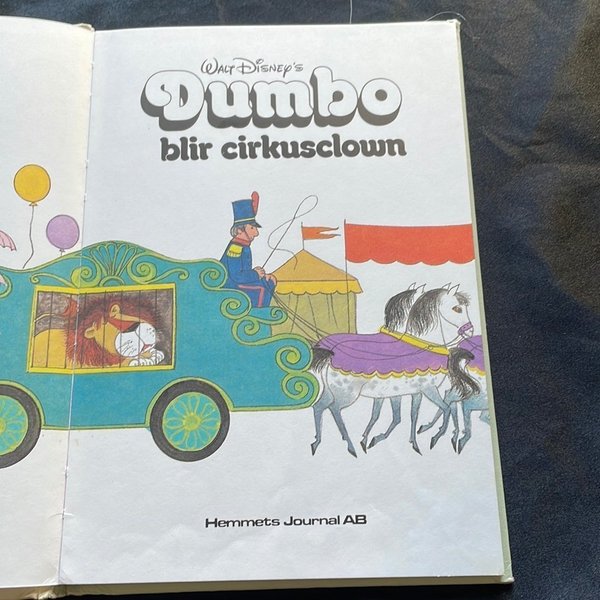 Walt Disney's
Dumbo
blir cirkusclown
Hemmets Journal AB